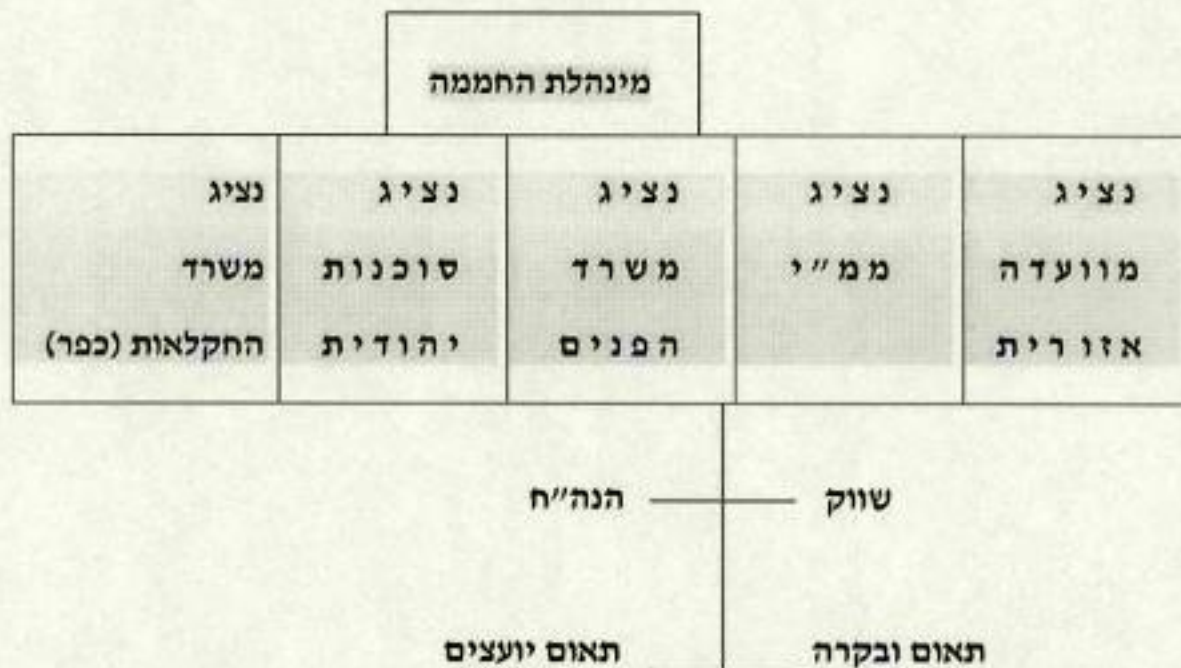 מינהלת החממה
נציג
מוועדה
אזורית
נציג
ממ״י
נציג
משרד
הפנים
נציג
סוכנות
יהודית
נציג
משרד
החקלאות (כפר)
שווק
הנה״ח
תאום ובקרה
תאום יועצים